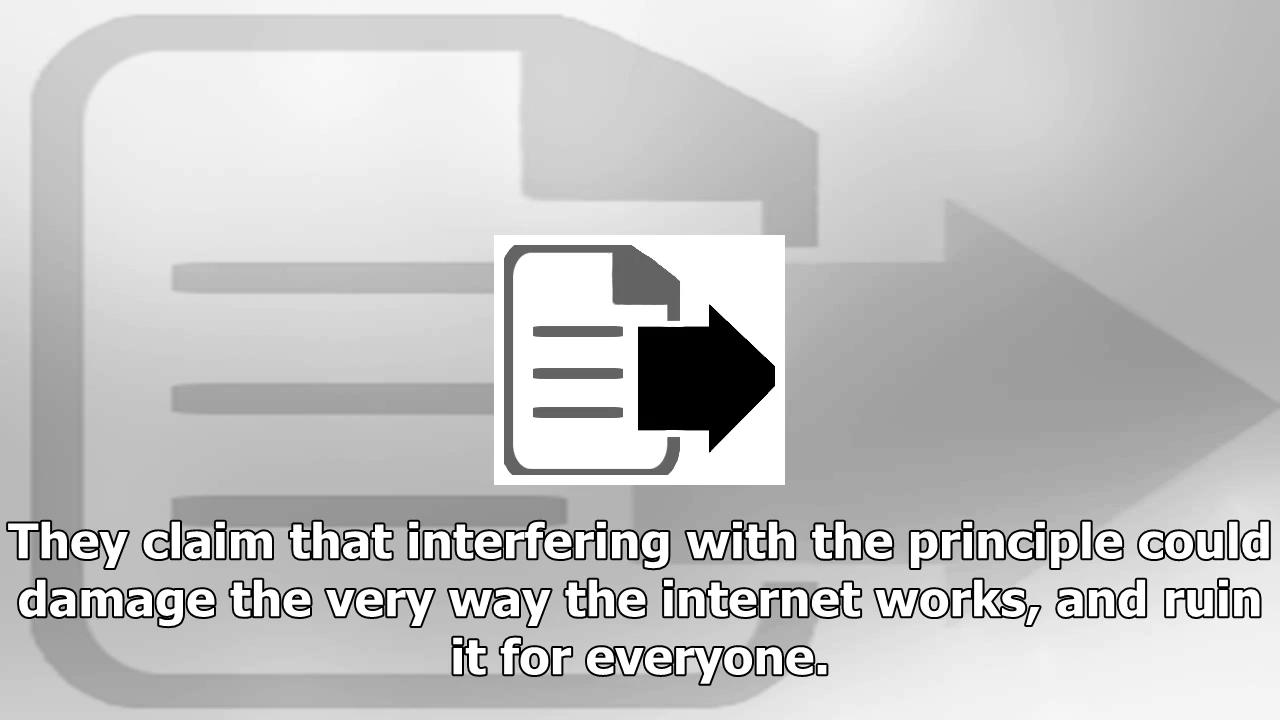 They claim that interfering with the principle could
damage the very way the internet works, and ruin
it for everyone.